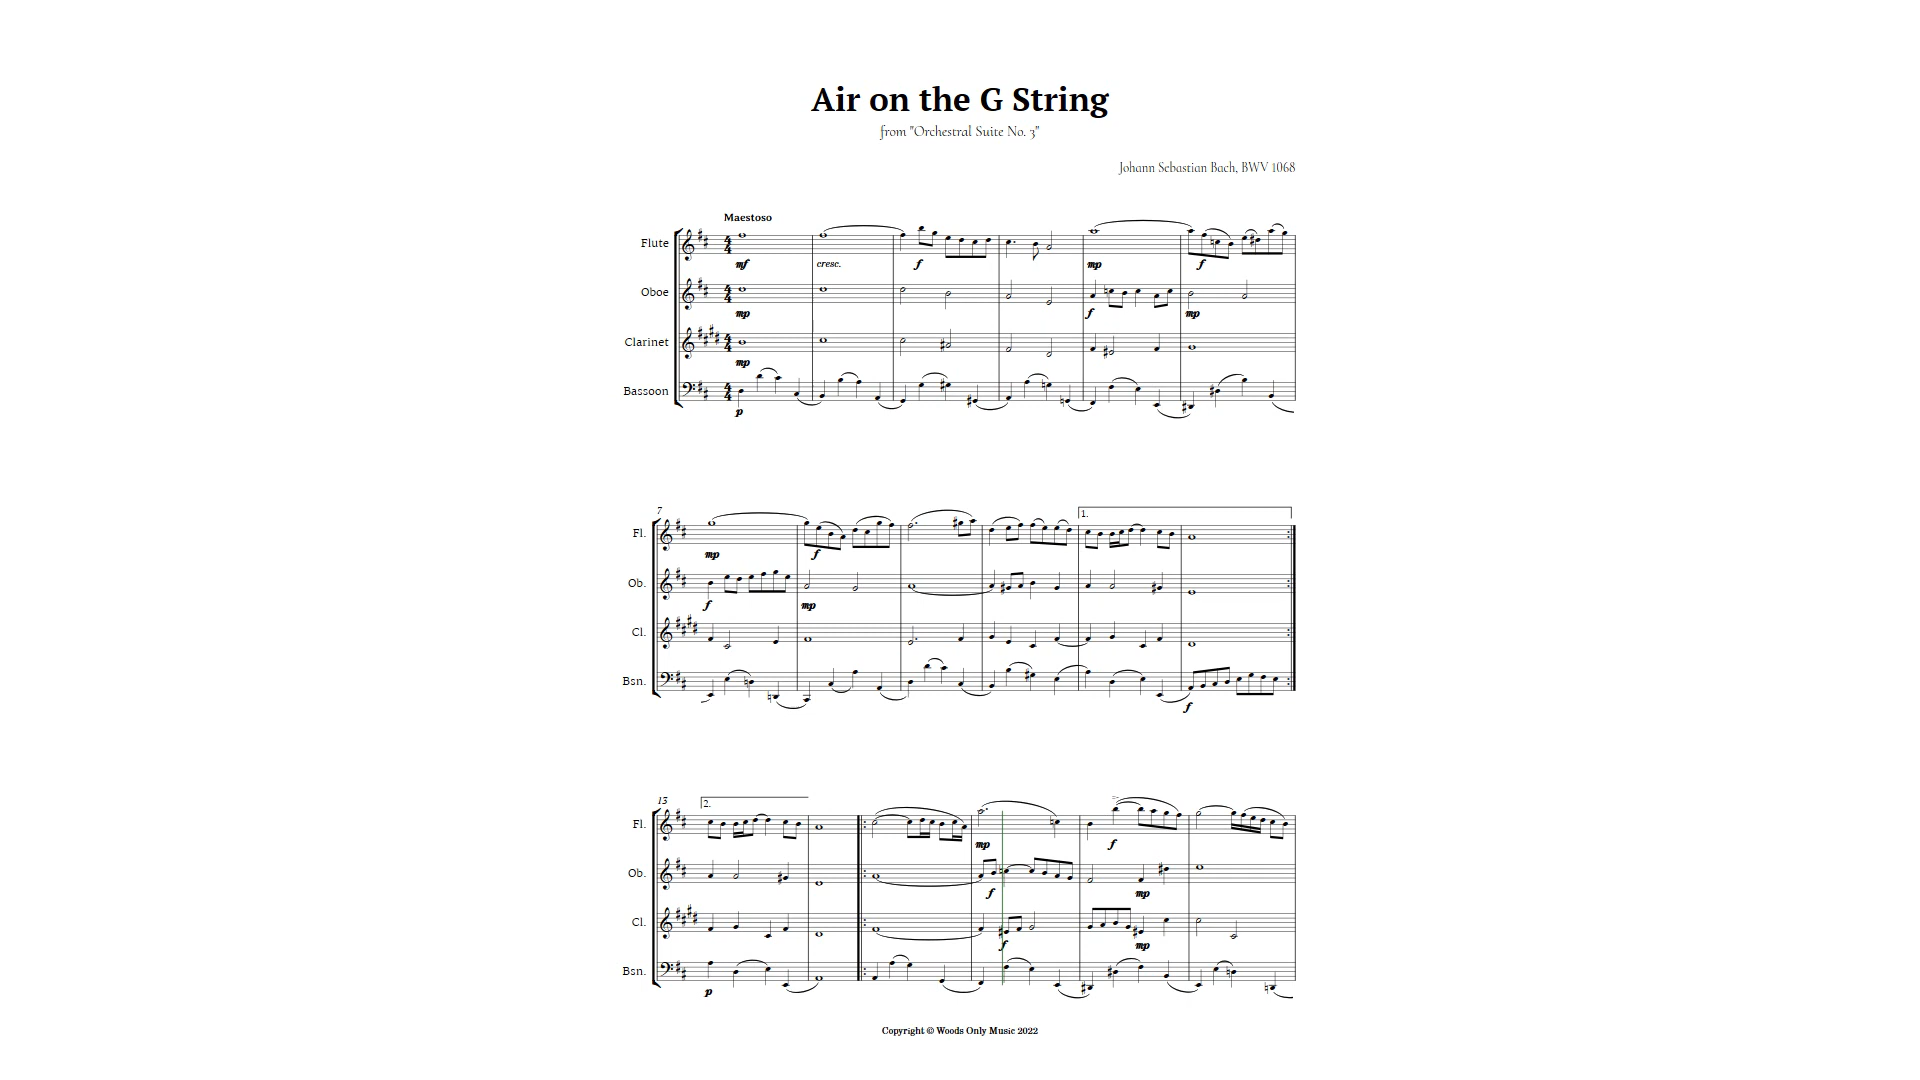 Air on the G String
from "Orchestral Suite No. 3"
Johann Sebastian Bach, BWV 1068
Maestoso
Flute
mf cresc. f mp f
Oboe
mp f mp
Clarinet
mp
Bassoon
p
7
1.
Fl.
mp f
Ob.
f mp
Cl.
Bsn.
f
13
2.
Fl.
mp f
Ob.
f mp
Cl.
f mp
Bsn.
p
Copyright © Woods Only Music 2022